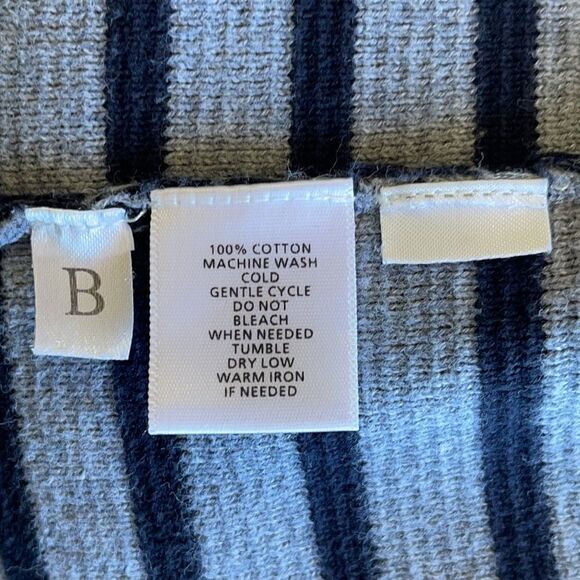 B
100% COTTON
MACHINE WASH
COLD
GENTLE CYCLE
DO NOT
BLEACH
WHEN NEEDED
TUMBLE
DRY LOW
WARM IRON
IF NEEDED